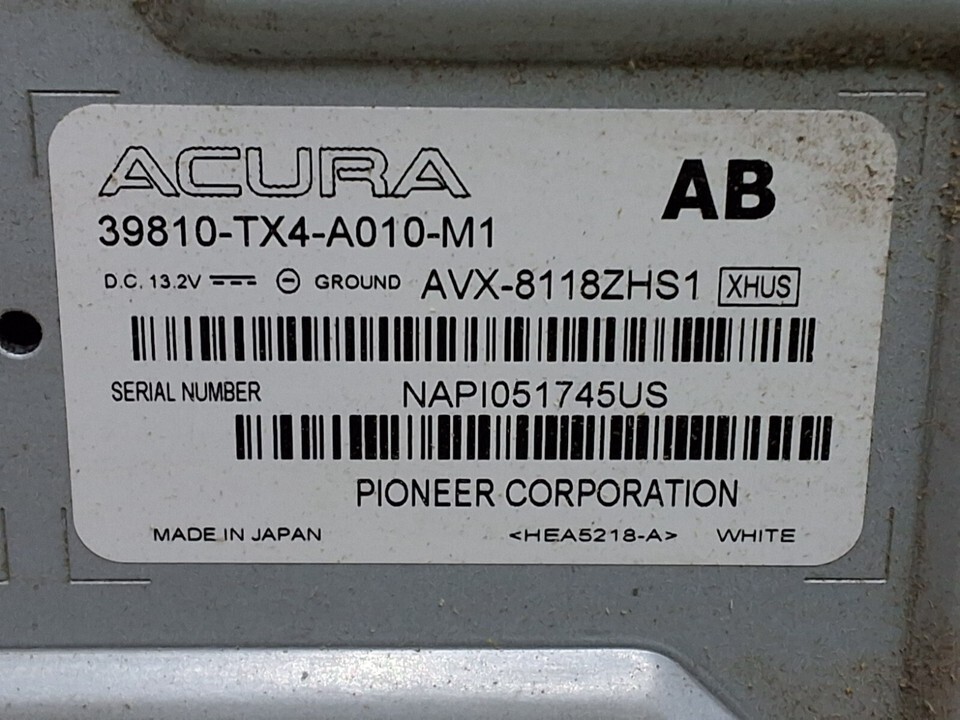 ACURA
AB
39810-TX4-A010-M1
D.C. 13.2V ⎓ ⊖ GROUND AVX-8118ZHS1 XHUS
SERIAL NUMBER NAPI051745US
PIONEER CORPORATION
MADE IN JAPAN <HEA5218-A> WHITE